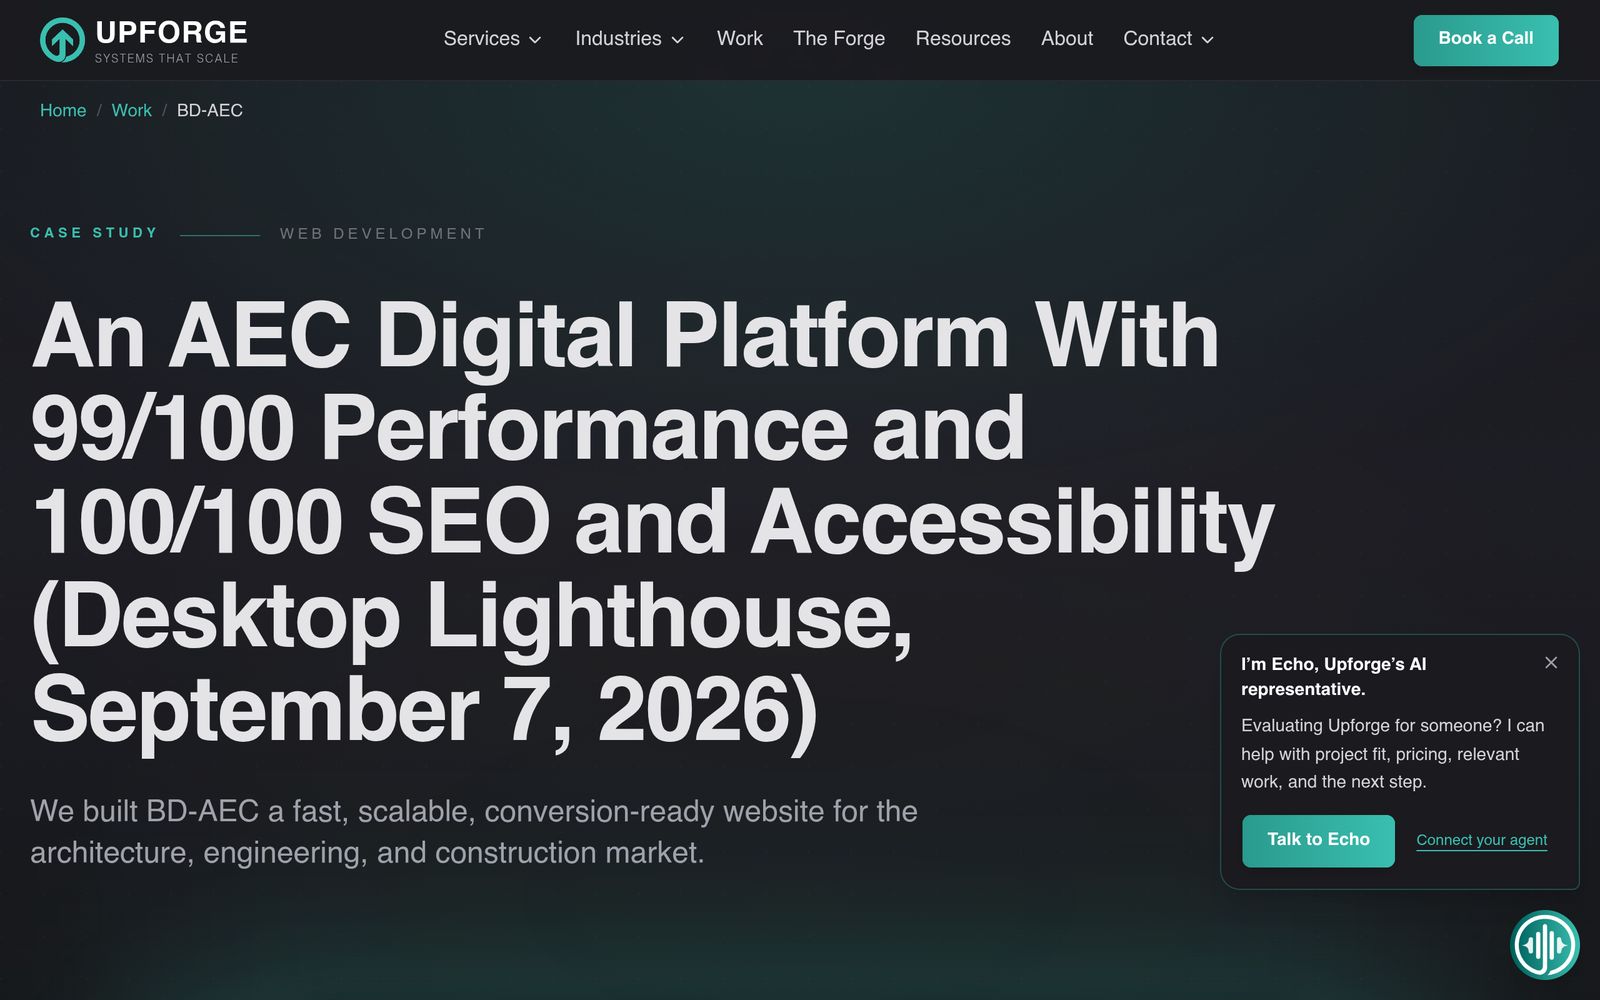 UPFORGE
SYSTEMS THAT SCALE
Services
Industries
Work
The Forge
Resources
About
Contact
Book a Call
Home / Work / BD-AEC
CASE STUDY
WEB DEVELOPMENT
An AEC Digital Platform With
99/100 Performance and
100/100 SEO and Accessibility
(Desktop Lighthouse,
September 7, 2026)
We built BD-AEC a fast, scalable, conversion-ready website for the
architecture, engineering, and construction market.
I’m Echo, Upforge’s AI
representative.
Evaluating Upforge for someone? I can
help with project fit, pricing, relevant
work, and the next step.
Talk to Echo
Connect your agent